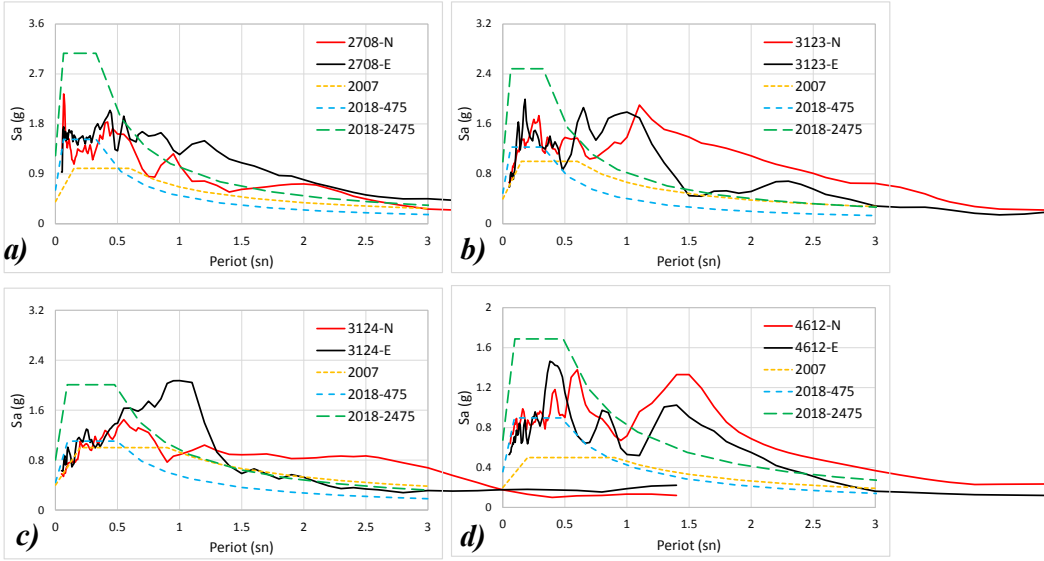 3.6
2.7
1.8
0.9
0
Sa (g)
0 0.5 1 1.5 2 2.5 3
Periot (sn)
2708-N
2708-E
2007
2018-475
2018-2475
a)
3.2
2.4
1.6
0.8
0
Sa (g)
0 0.5 1 1.5 2 2.5 3
Periot (sn)
3123-N
3123-E
2007
2018-475
2018-2475
b)
3.2
2.4
1.6
0.8
0
Sa (g)
0 0.5 1 1.5 2 2.5 3
Periot (sn)
3124-N
3124-E
2007
2018-475
2018-2475
c)
2
1.6
1.2
0.8
0.4
0
Sa (g)
0 0.5 1 1.5 2 2.5 3
Periot (sn)
4612-N
4612-E
2007
2018-475
2018-2475
d)